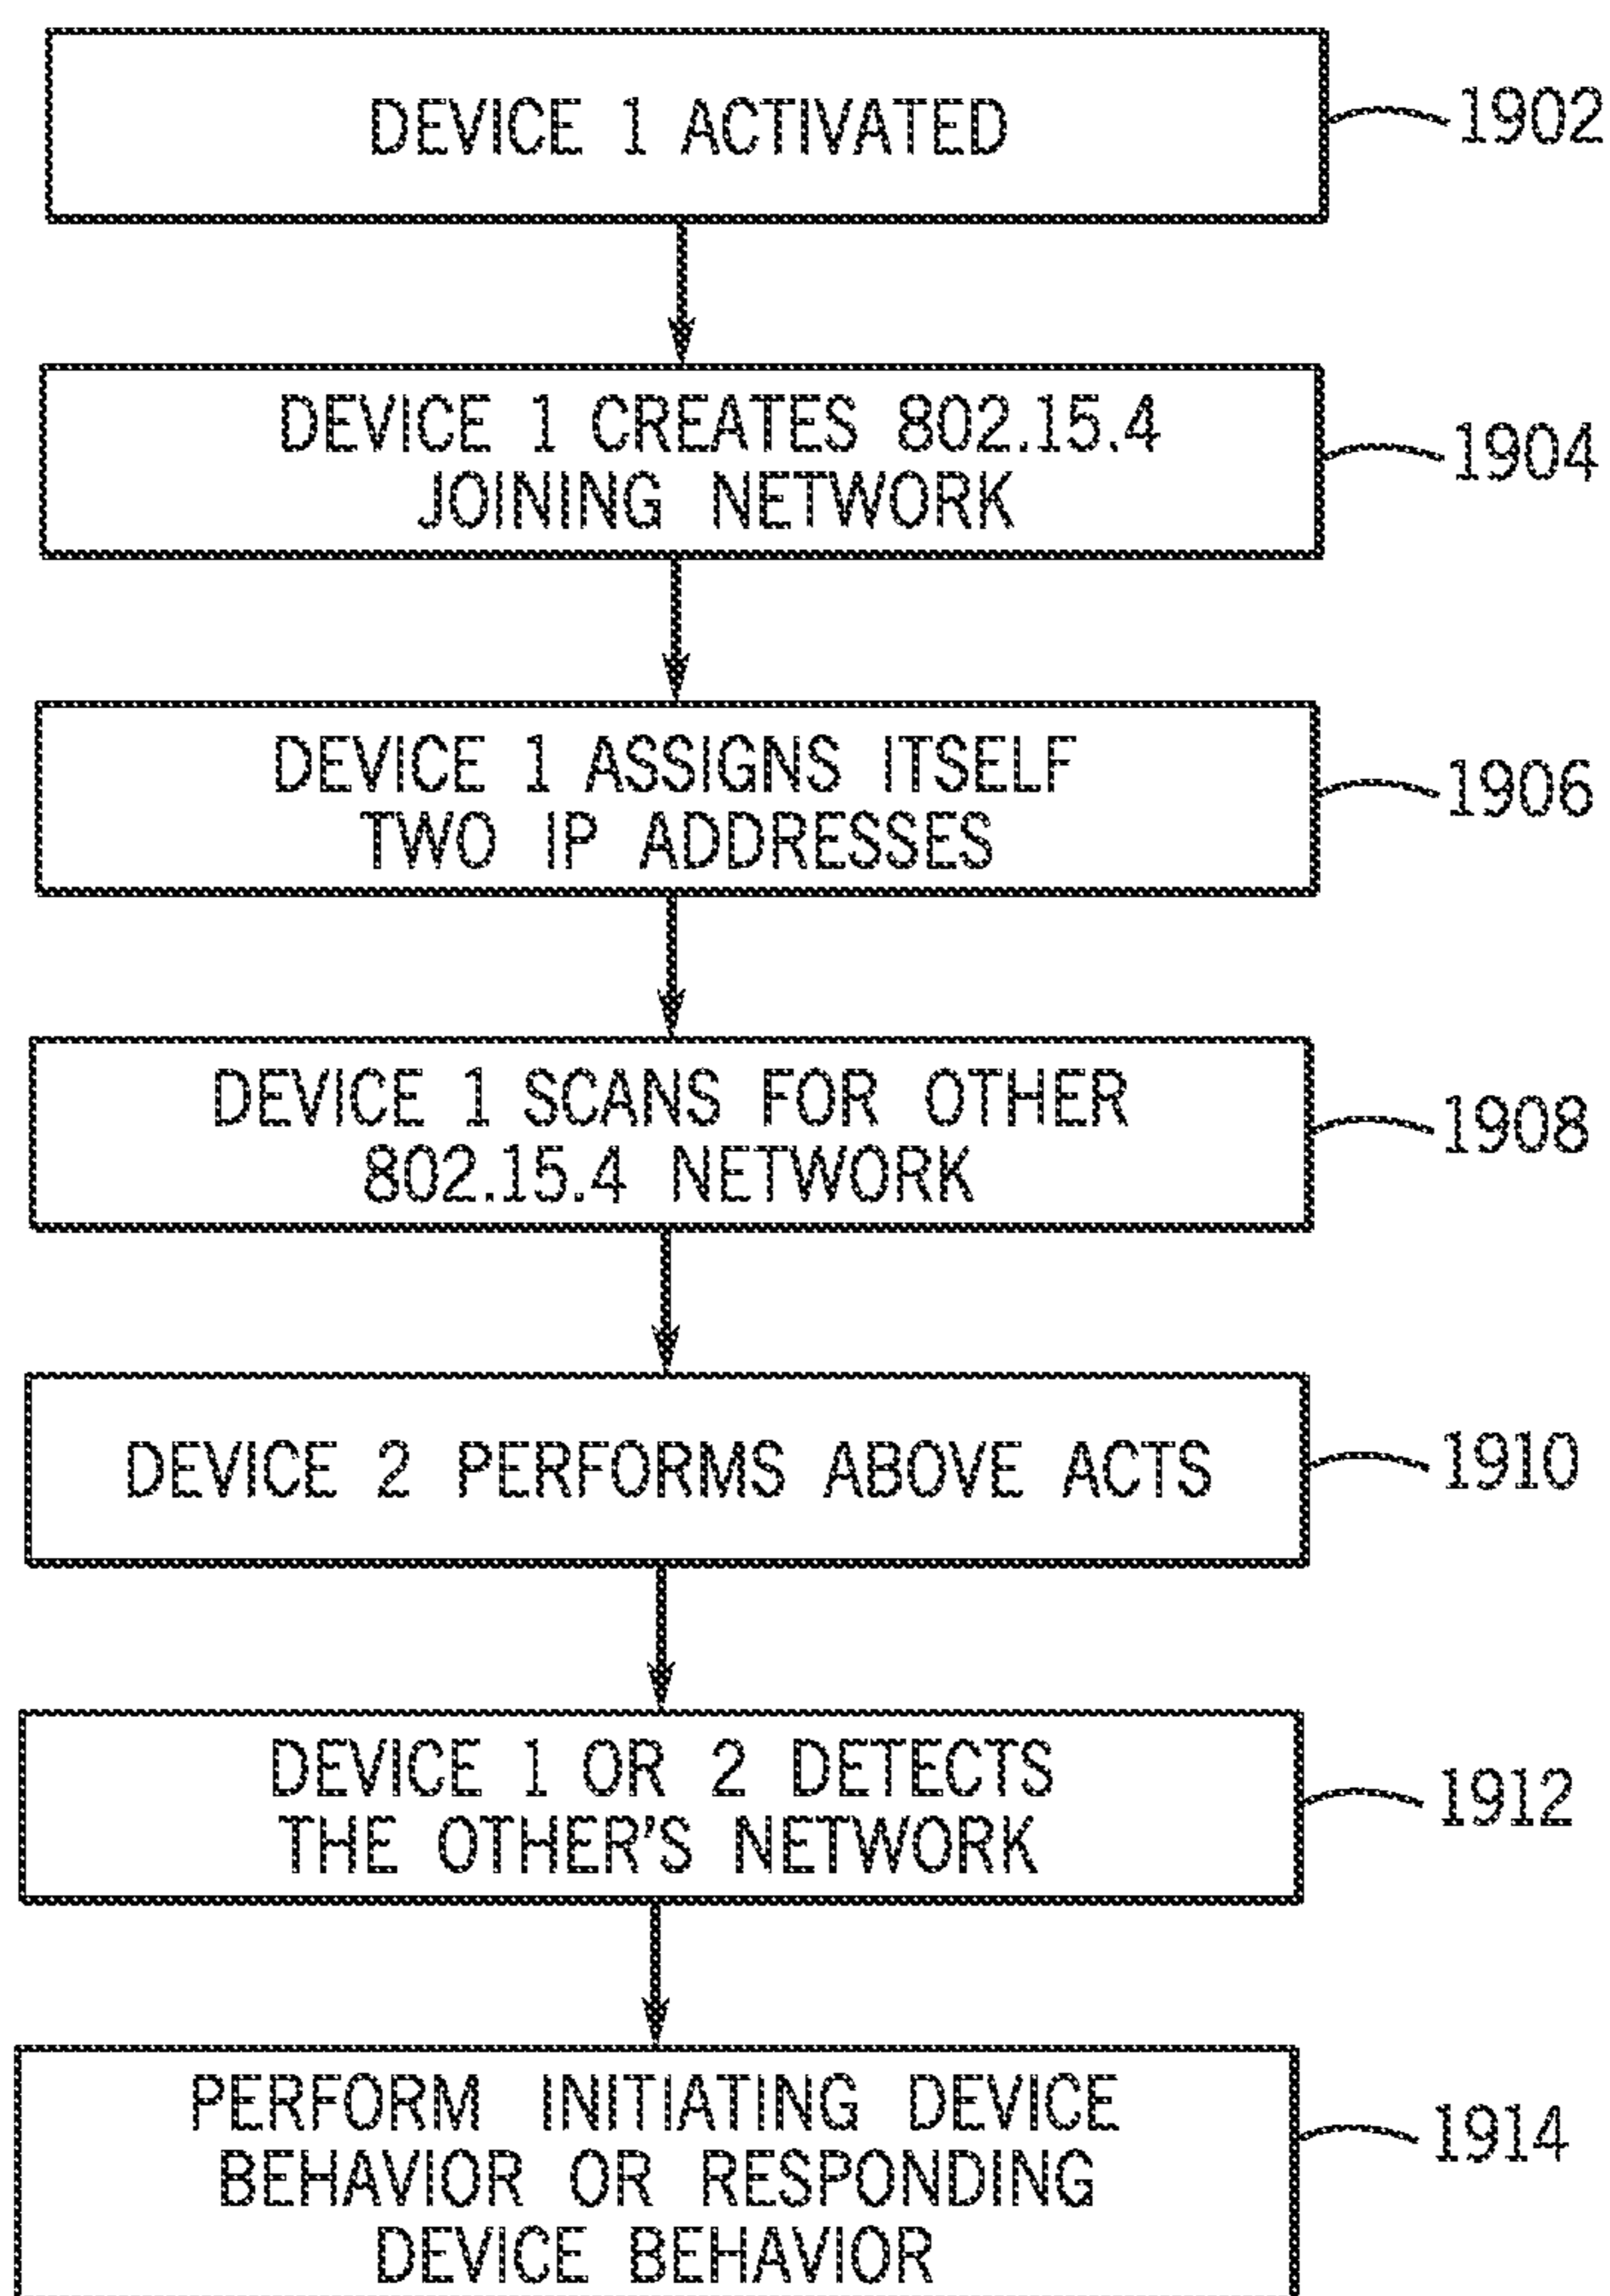 DEVICE 1 ACTIVATED
1902
DEVICE 1 CREATES 802.15.4
JOINING NETWORK
1904
DEVICE 1 ASSIGNS ITSELF
TWO IP ADDRESSES
1906
DEVICE 1 SCANS FOR OTHER
802.15.4 NETWORK
1908
DEVICE 2 PERFORMS ABOVE ACTS
1910
DEVICE 1 OR 2 DETECTS
THE OTHER'S NETWORK
1912
PERFORM INITIATING DEVICE
BEHAVIOR OR RESPONDING
DEVICE BEHAVIOR
1914